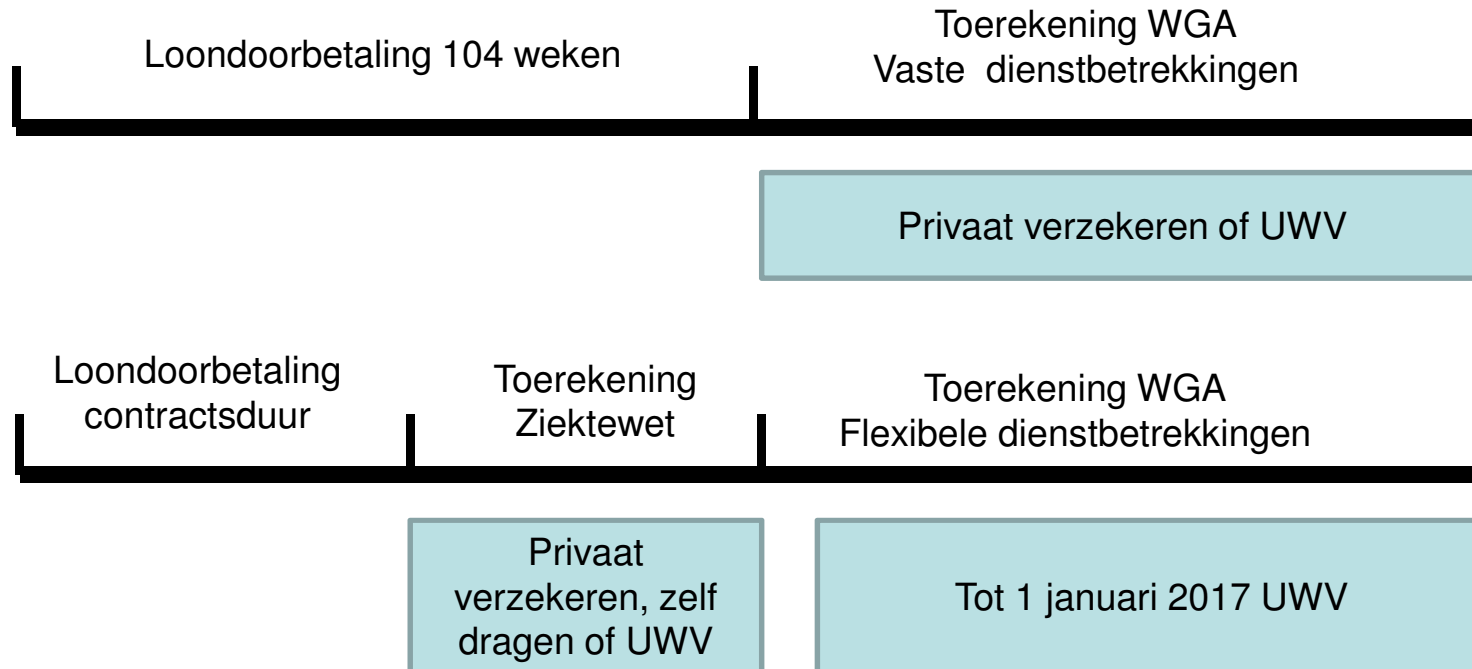 Loondoorbetaling 104 weken
Toerekening WGA
Vaste dienstbetrekkingen
Privaat verzekeren of UWV
Loondoorbetaling
contractsduur
Toerekening
Ziektewet
Toerekening WGA
Flexibele dienstbetrekkingen
Privaat
verzekeren, zelf
dragen of UWV
Tot 1 januari 2017 UWV